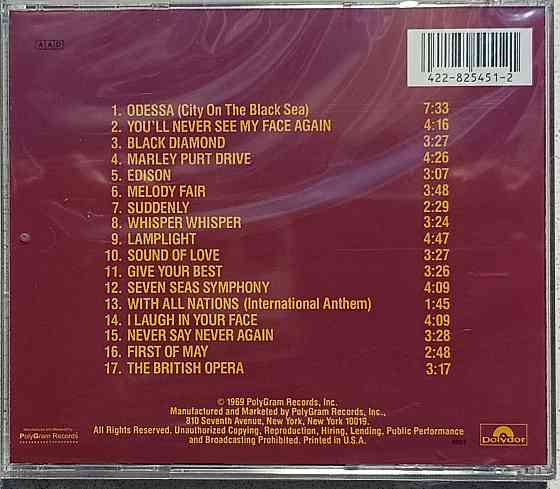 AAD
422-825451-2
1. ODESSA (City On The Black Sea) 7:33
2. YOU'LL NEVER SEE MY FACE AGAIN 4:16
3. BLACK DIAMOND 3:27
4. MARLEY PURT DRIVE 4:26
5. EDISON 3:07
6. MELODY FAIR 3:48
7. SUDDENLY 2:29
8. WHISPER WHISPER 3:24
9. LAMPLIGHT 4:47
10. SOUND OF LOVE 3:27
11. GIVE YOUR BEST 3:26
12. SEVEN SEAS SYMPHONY 4:09
13. WITH ALL NATIONS (International Anthem) 1:45
14. I LAUGH IN YOUR FACE 4:09
15. NEVER SAY NEVER AGAIN 3:28
16. FIRST OF MAY 2:48
17. THE BRITISH OPERA 3:17
© 1969 PolyGram Records, Inc.
Manufactured and Marketed by PolyGram Records, Inc.,
810 Seventh Avenue, New York, New York 10019.
All Rights Reserved. Unauthorized Copying, Reproduction, Hiring, Lending, Public Performance
and Broadcasting Prohibited. Printed in U.S.A.
Manufactured and Marketed by
PolyGram Records
Polydor